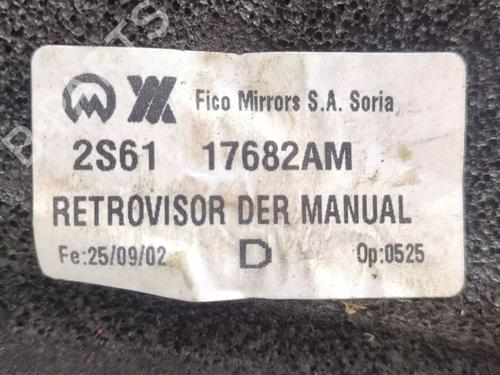 Fico Mirrors S.A. Soria
2S61 17682AM
RETROVISOR DER MANUAL
Fe:25/09/02 D Op:0525